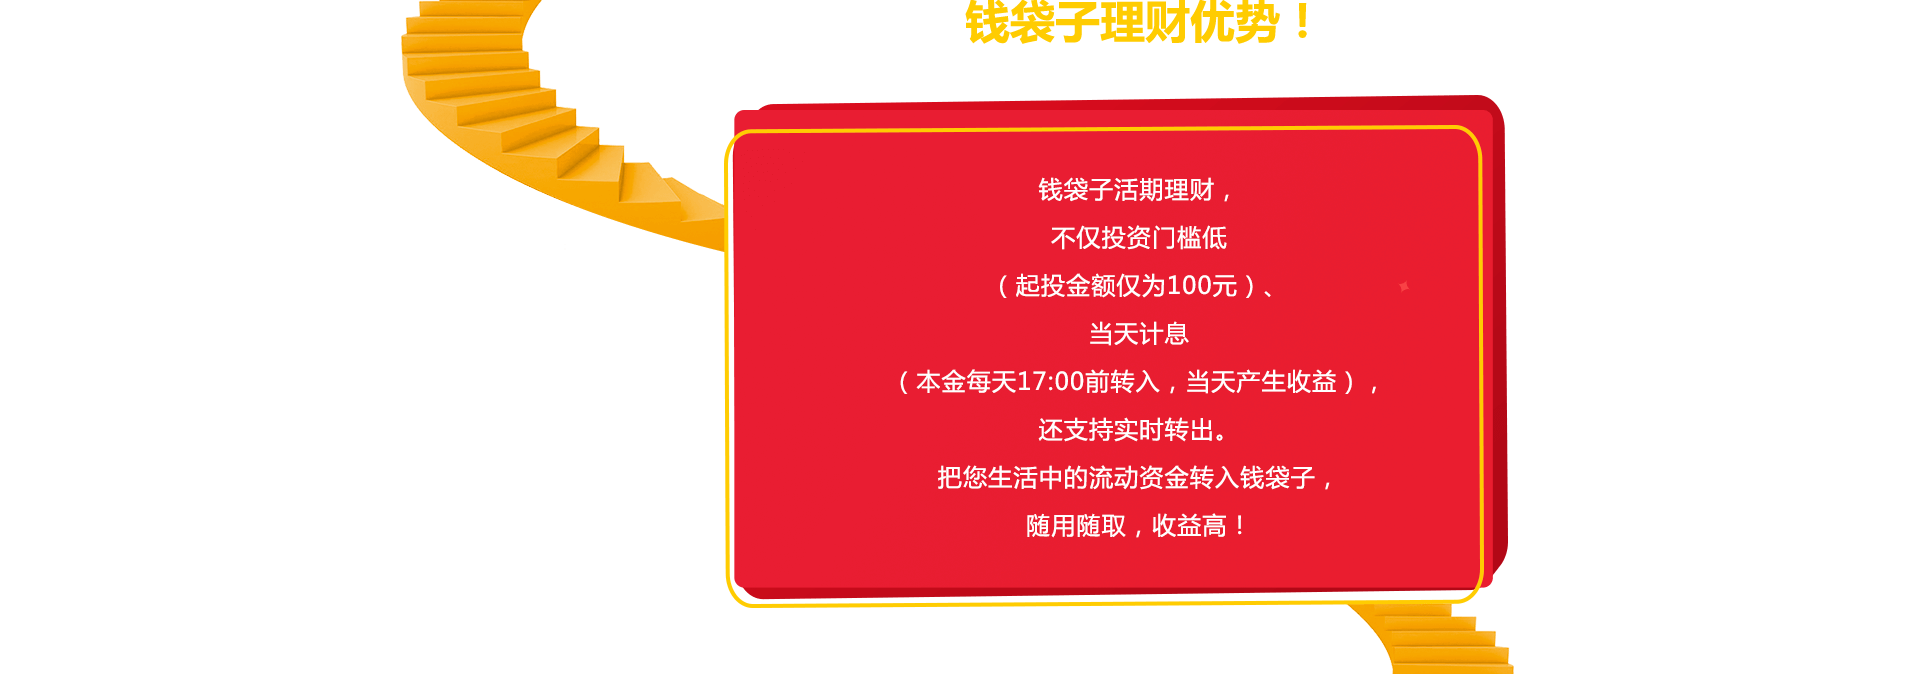 钱袋子理财优势！
钱袋子活期理财，
不仅投资门槛低
（起投金额仅为100元）、
当天计息
（本金每天17:00前转入，当天产生收益），
还支持实时转出。
把您生活中的流动资金转入钱袋子，
随用随取，收益高！